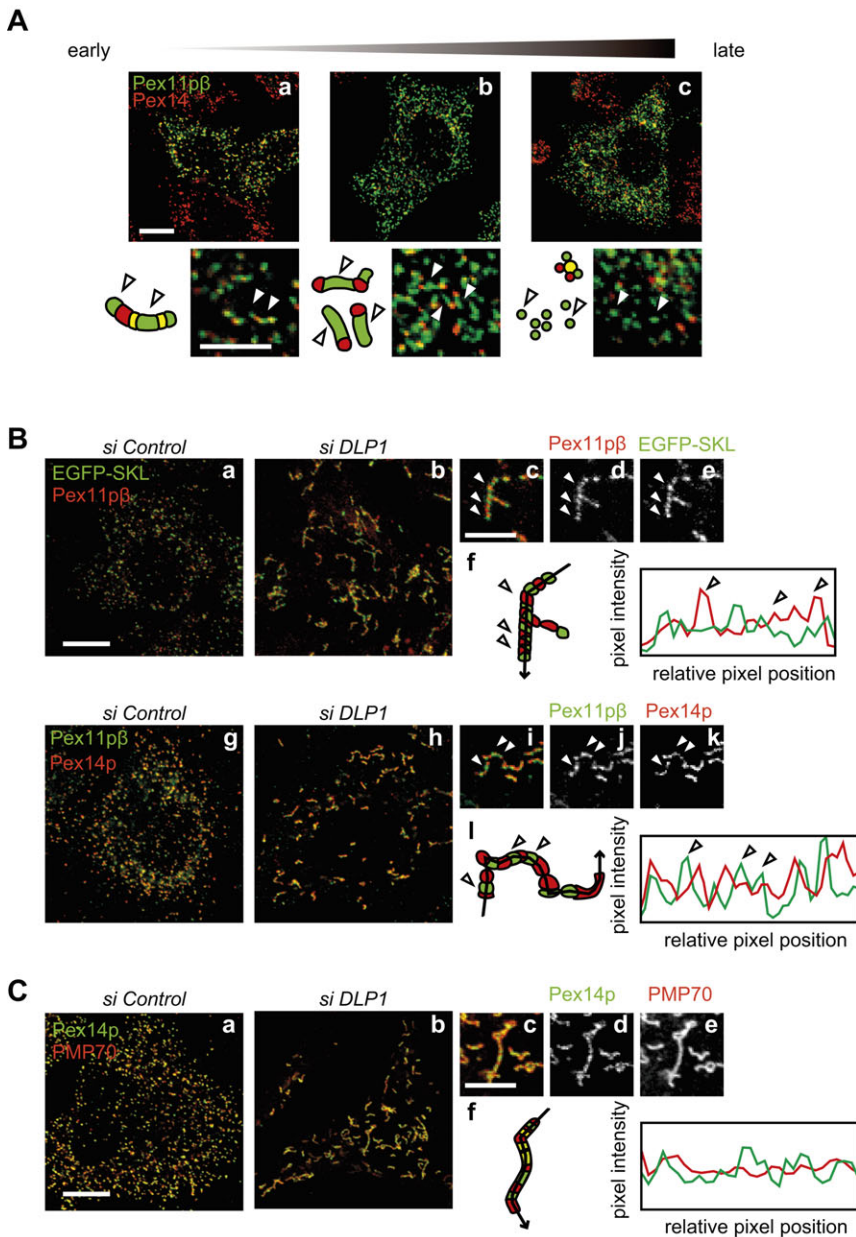 A
early late
Pex11pβ
Pex14
a
b
c
B
si Control si DLP1 Pex11pβ EGFP-SKL
EGFP-SKL
Pex11pβ
a
b
c
d
e
f
pixel intensity
relative pixel position
si Control si DLP1 Pex11pβ Pex14p
Pex11pβ
Pex14p
g
h
i
j
k
l
pixel intensity
relative pixel position
C
si Control si DLP1 Pex14p PMP70
Pex14p
PMP70
a
b
c
d
e
f
pixel intensity
relative pixel position